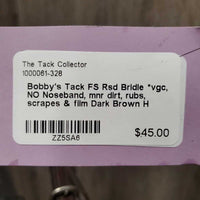 The Tack Collector
1000061-328
Bobby's Tack FS Rsd Bridle *vgc,
NO Noseband, mnr dirt, rubs,
scrapes & film Dark Brown H
ZZ5SA6
$45.00